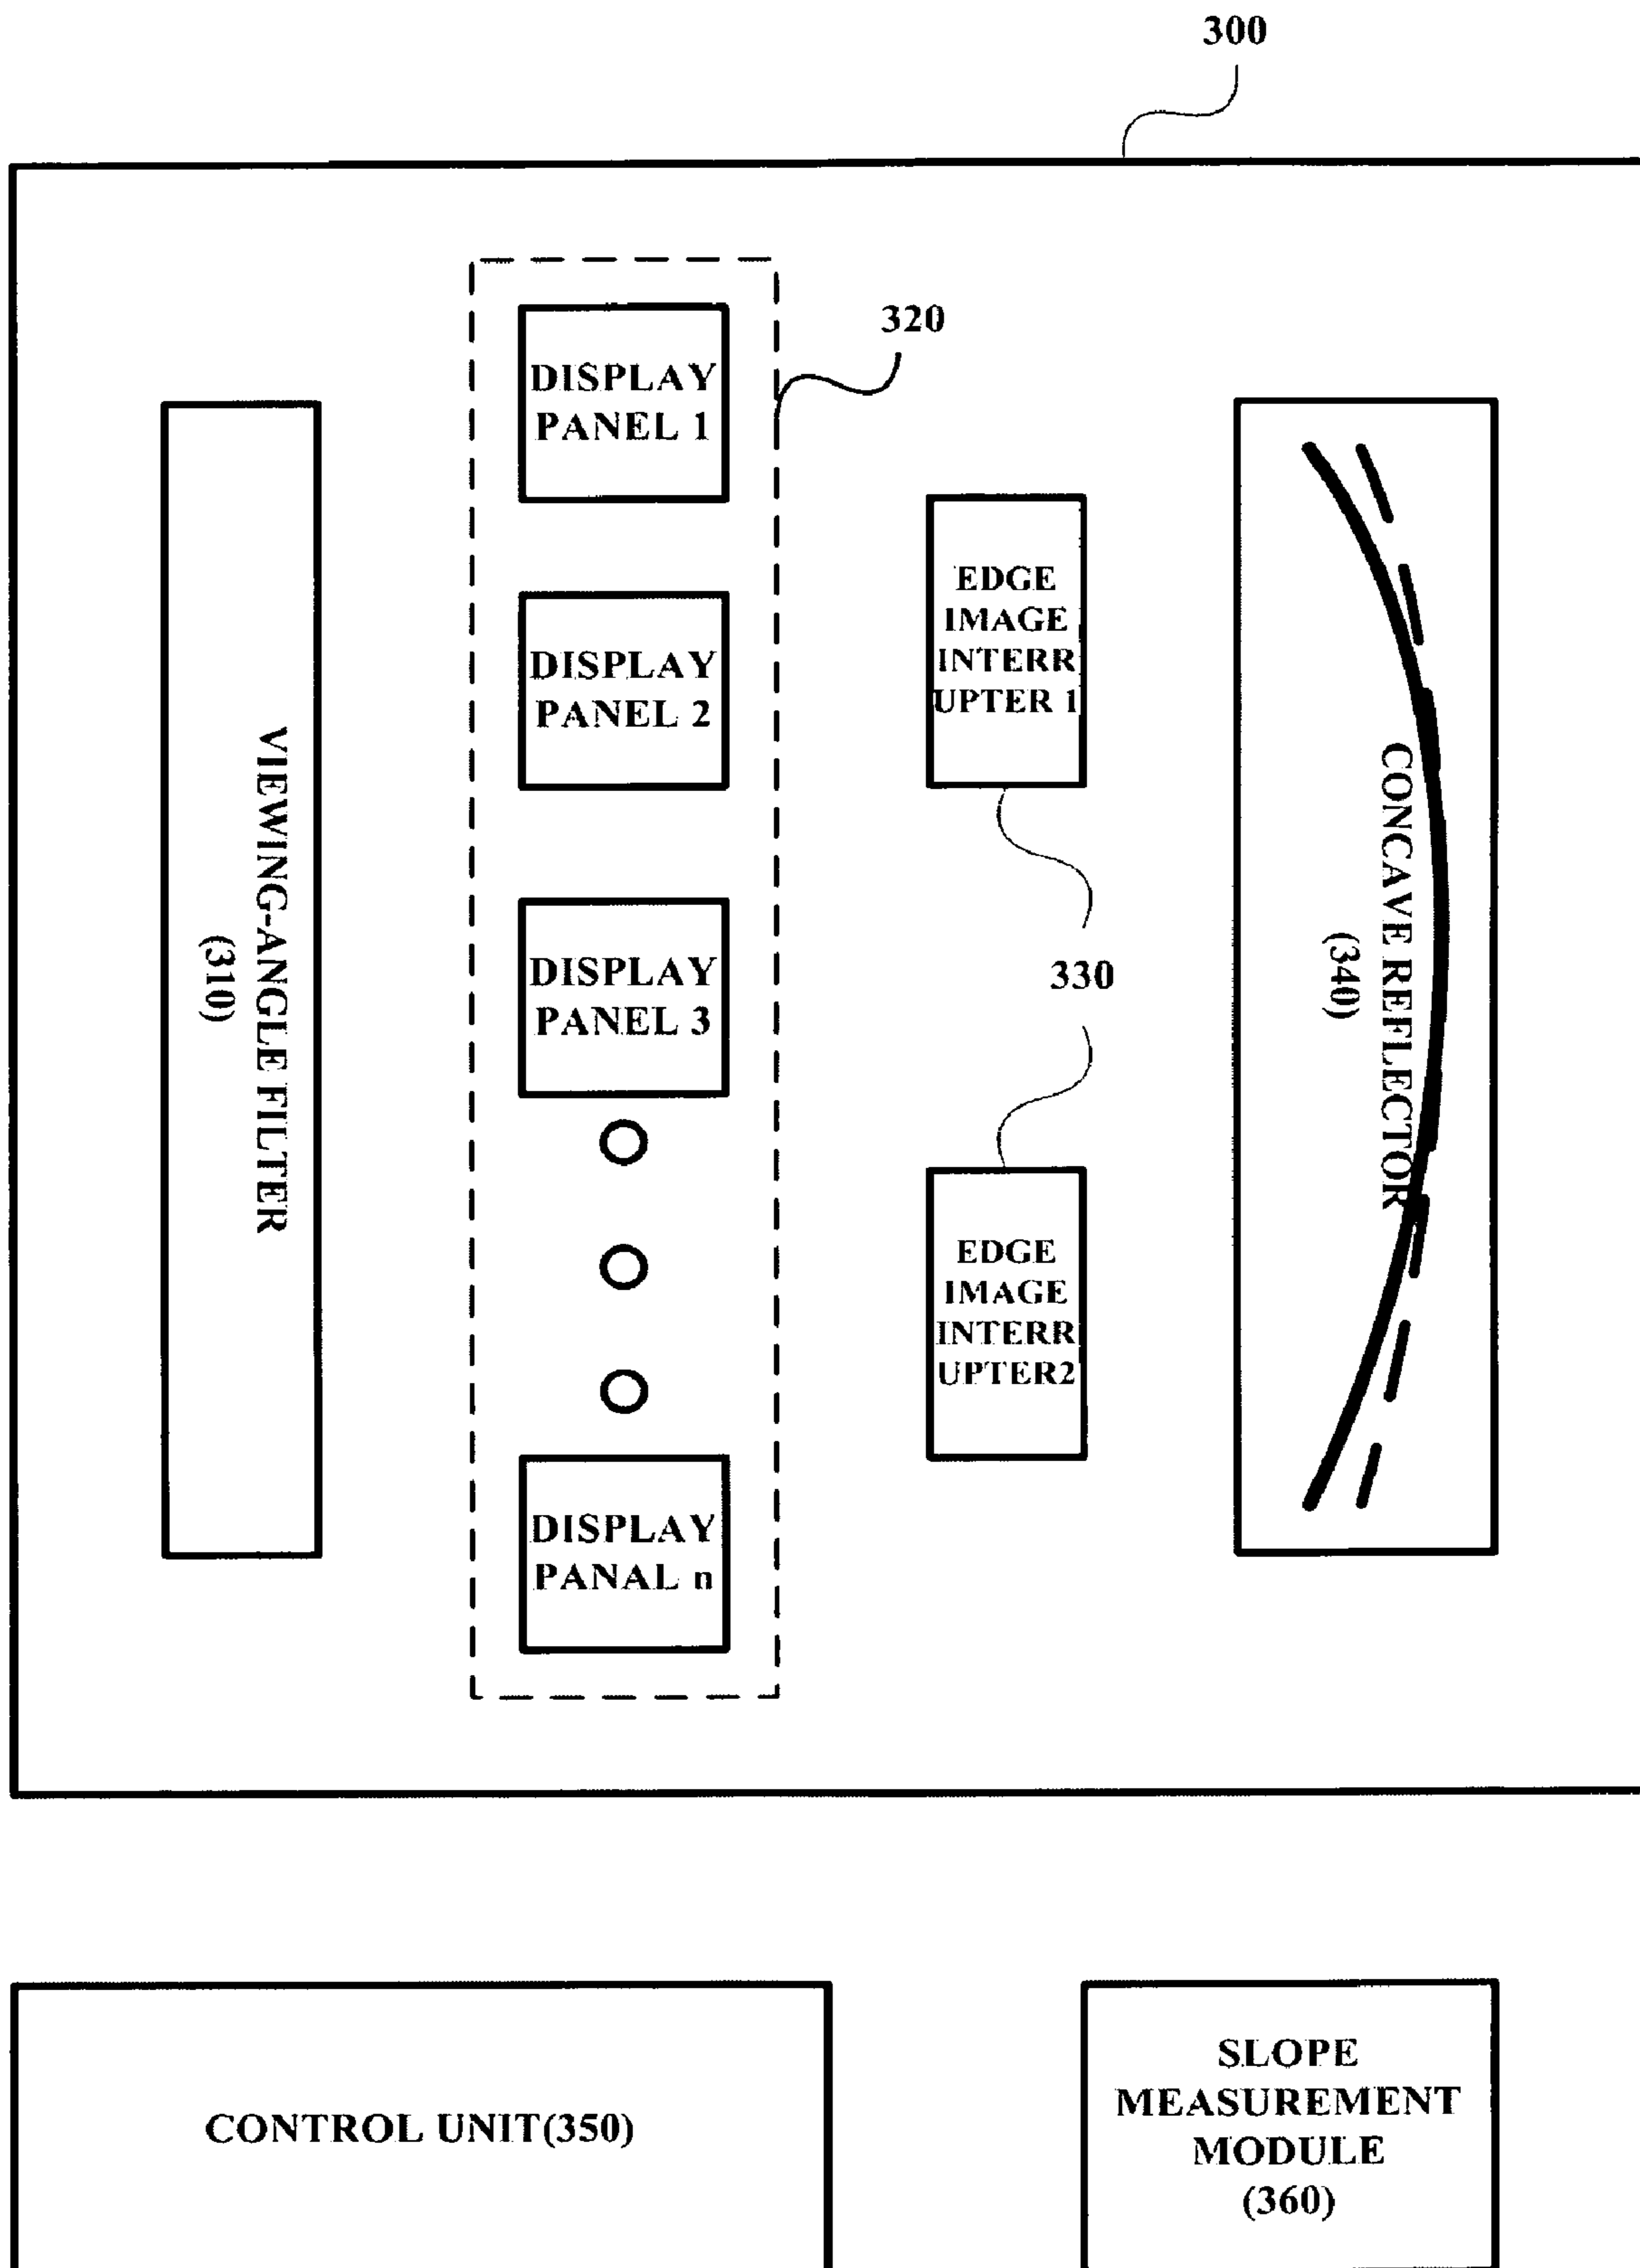 300
320
DISPLAY
PANEL 1
DISPLAY
PANEL 2
DISPLAY
PANEL 3
DISPLAY
PANAL n
VIEWING-ANGLE FILTER
(310)
EDGE
IMAGE
INTERR
UPTER 1
330
EDGE
IMAGE
INTERR
UPTER2
CONCAVE REFLECTOR
(340)
CONTROL UNIT(350)
SLOPE
MEASUREMENT
MODULE
(360)